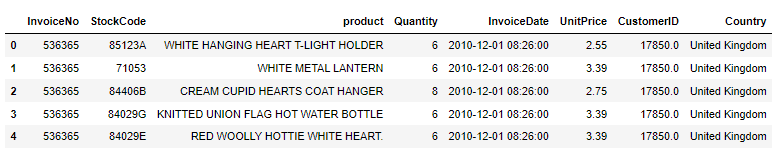 InvoiceNo StockCode product Quantity InvoiceDate UnitPrice CustomerID Country
0 536365 85123A WHITE HANGING HEART T-LIGHT HOLDER 6 2010-12-01 08:26:00 2.55 17850.0 United Kingdom
1 536365 71053 WHITE METAL LANTERN 6 2010-12-01 08:26:00 3.39 17850.0 United Kingdom
2 536365 84406B CREAM CUPID HEARTS COAT HANGER 8 2010-12-01 08:26:00 2.75 17850.0 United Kingdom
3 536365 84029G KNITTED UNION FLAG HOT WATER BOTTLE 6 2010-12-01 08:26:00 3.39 17850.0 United Kingdom
4 536365 84029E RED WOOLLY HOTTIE WHITE HEART. 6 2010-12-01 08:26:00 3.39 17850.0 United Kingdom